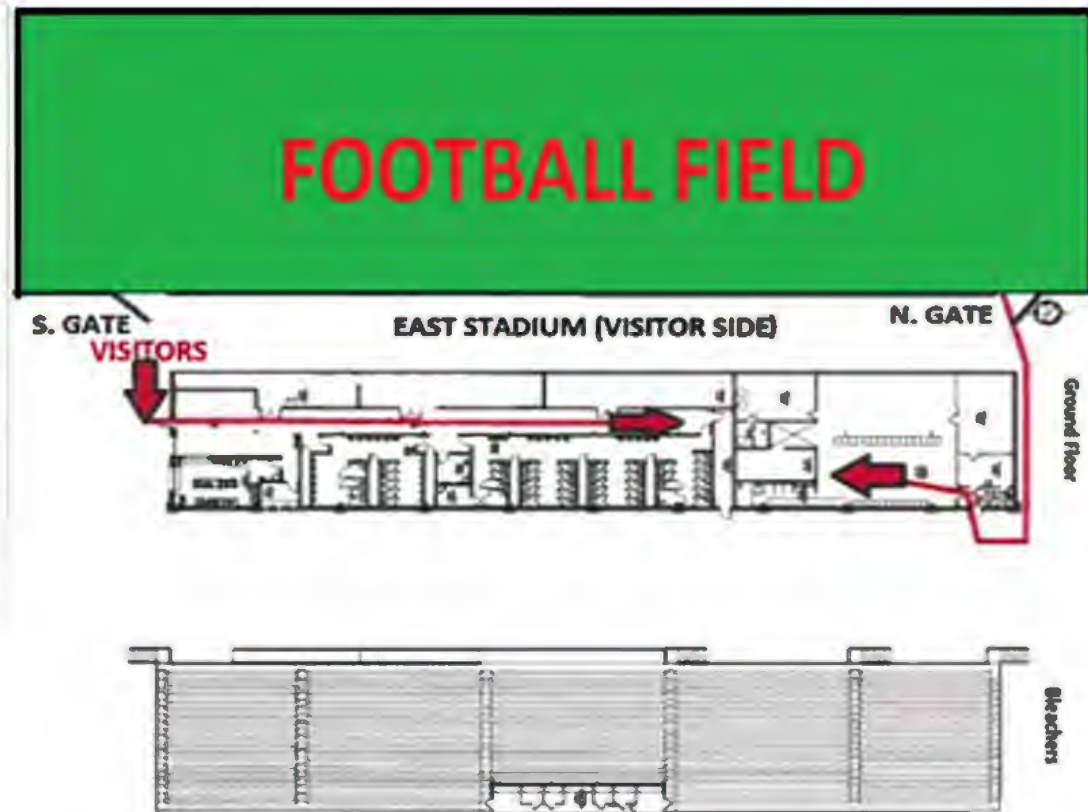 FOOTBALL FIELD
S. GATE
VISITORS
EAST STADIUM (VISITOR SIDE)
N. GATE
Ground Floor
Bleachers